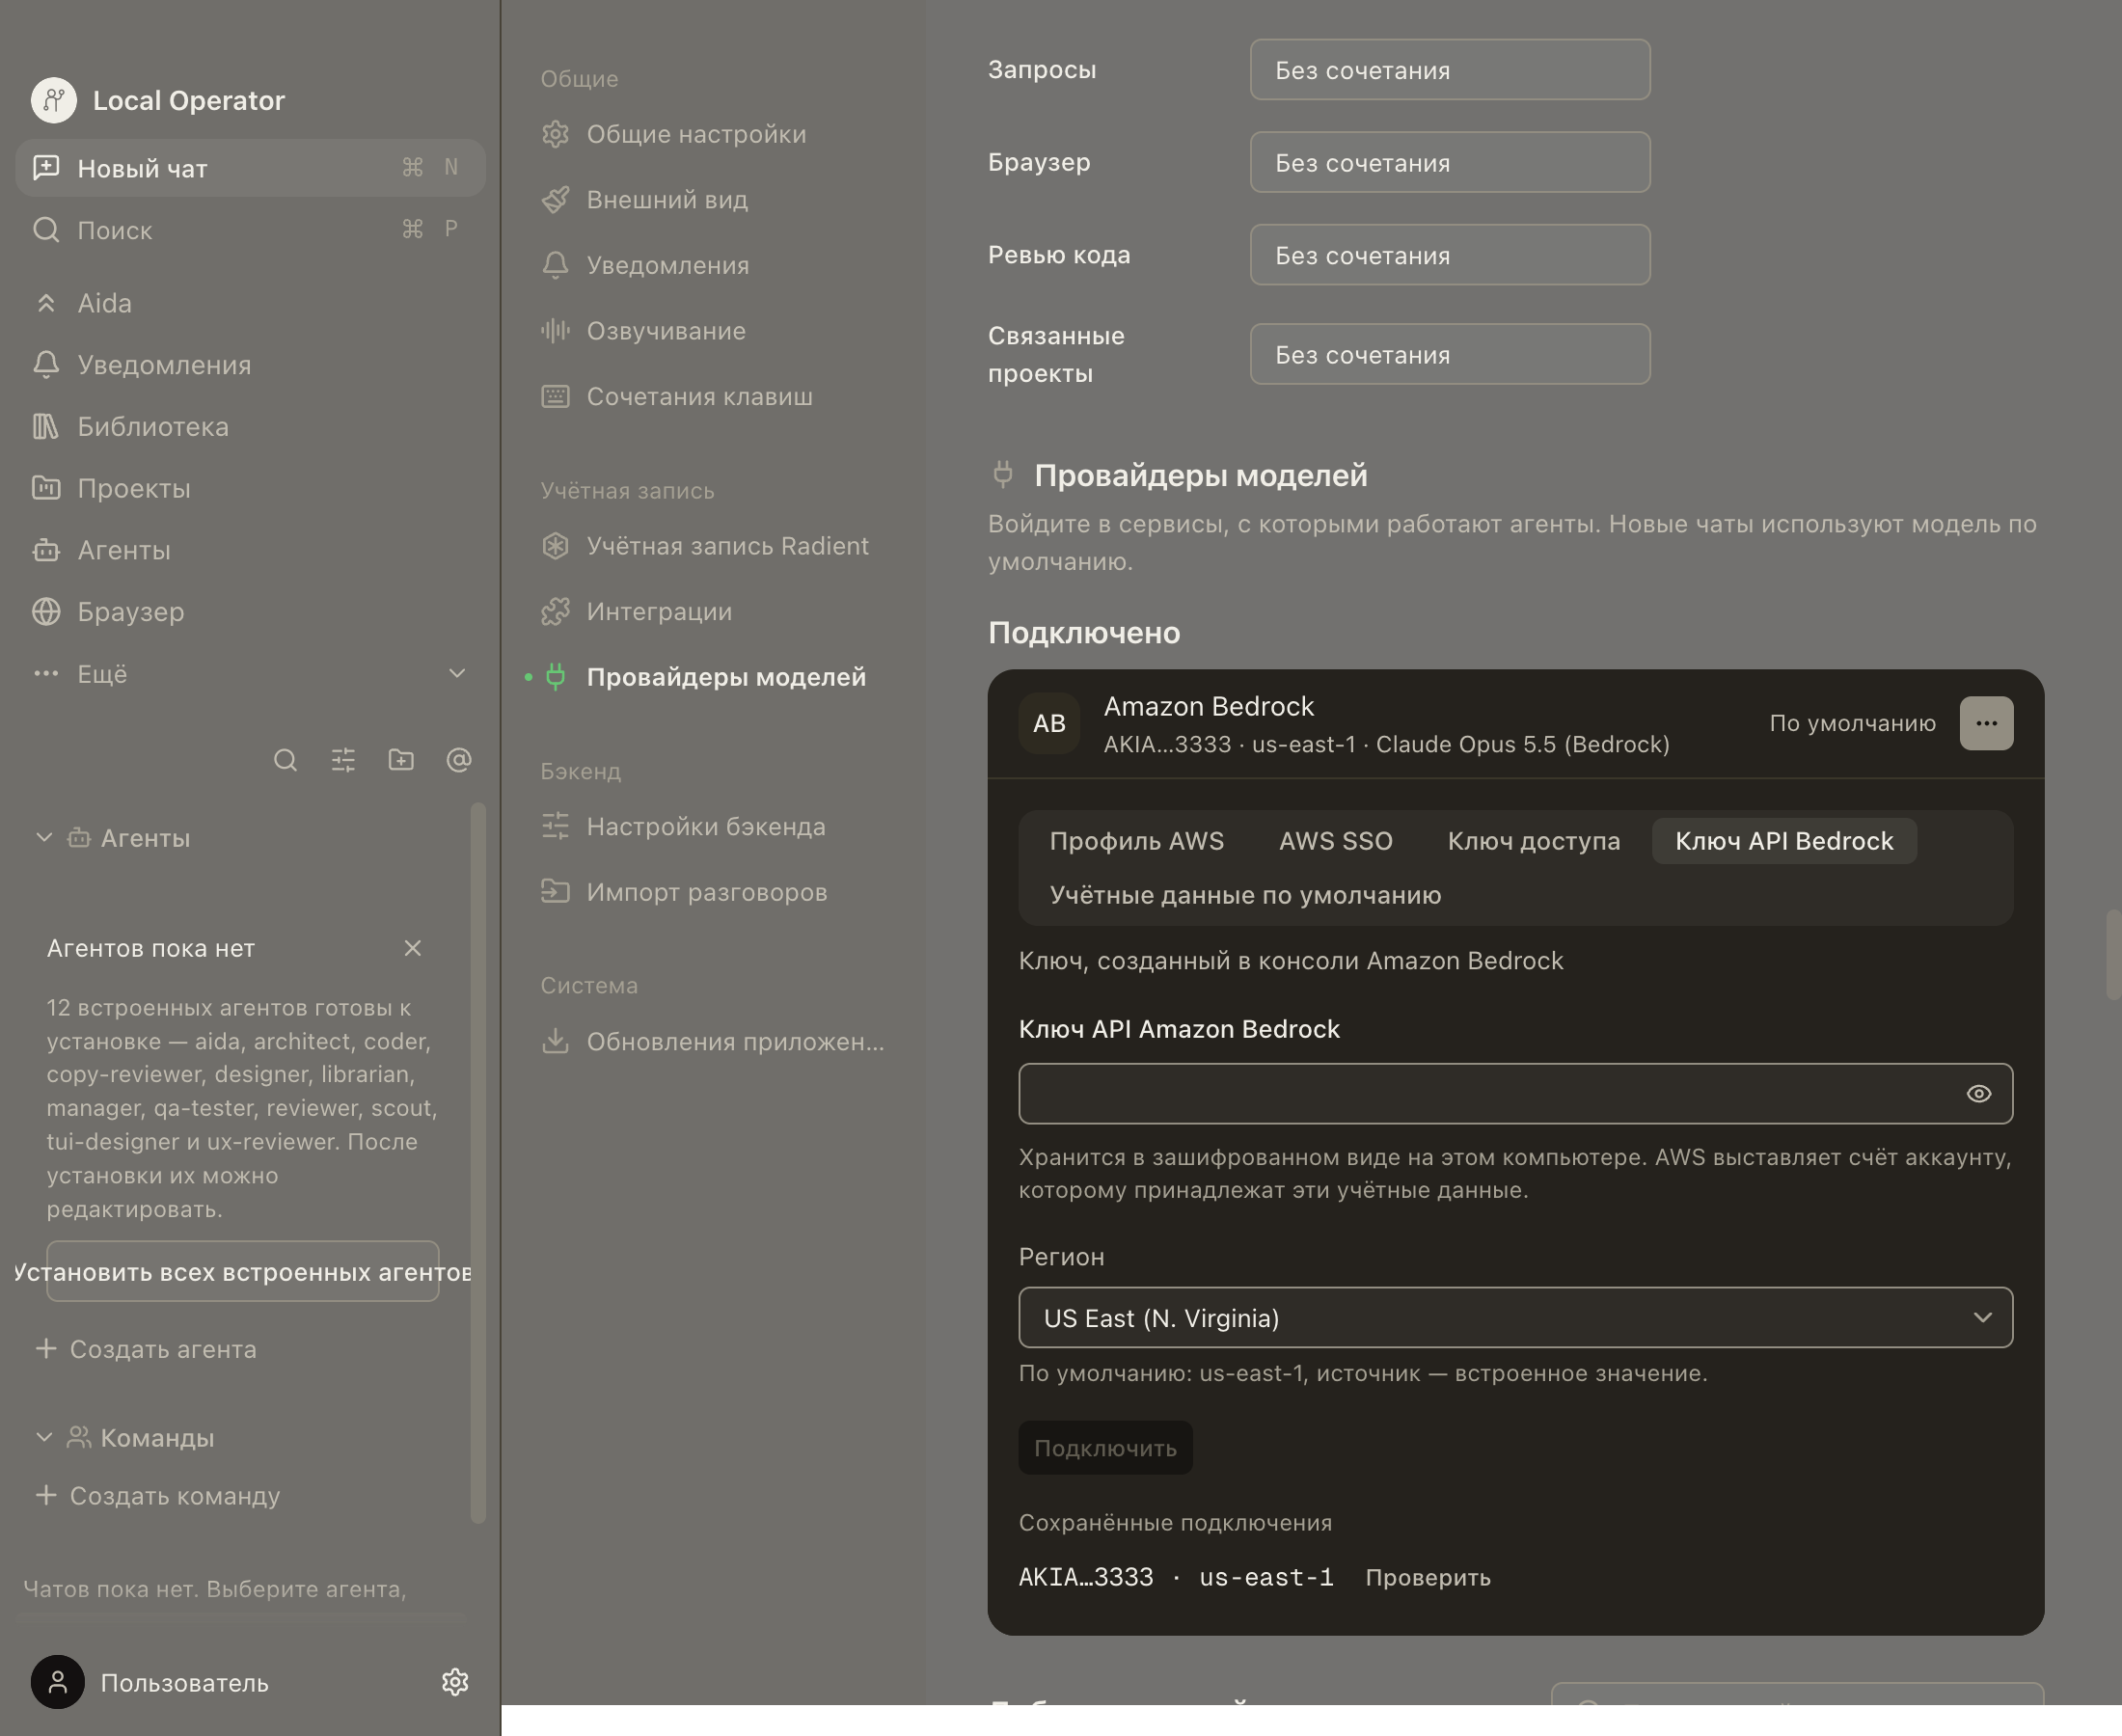 Local Operator
Новый чат ⌘ N
Поиск ⌘ P
Aida
Уведомления
Библиотека
Проекты
Агенты
Браузер
Ещё
Агенты
Агентов пока нет
12 встроенных агентов готовы к
установке — aida, architect, coder,
copy-reviewer, designer, librarian,
manager, qa-tester, reviewer, scout,
tui-designer и ux-reviewer. После
установки их можно
редактировать.
Установить всех встроенных агентов
Создать агента
Команды
Создать команду
Чатов пока нет. Выберите агента,
Пользователь
Общие
Общие настройки
Внешний вид
Уведомления
Озвучивание
Сочетания клавиш
Учётная запись
Учётная запись Radient
Интеграции
Провайдеры моделей
Бэкенд
Настройки бэкенда
Импорт разговоров
Система
Обновления приложен...
Запросы Без сочетания
Браузер Без сочетания
Ревью кода Без сочетания
Связанные
проекты Без сочетания
Провайдеры моделей
Войдите в сервисы, с которыми работают агенты. Новые чаты используют модель по
умолчанию.
Подключено
AB Amazon Bedrock По умолчанию
AKIA...3333 · us-east-1 · Claude Opus 5.5 (Bedrock)
Профиль AWS AWS SSO Ключ доступа Ключ API Bedrock
Учётные данные по умолчанию
Ключ, созданный в консоли Amazon Bedrock
Ключ API Amazon Bedrock
Хранится в зашифрованном виде на этом компьютере. AWS выставляет счёт аккаунту,
которому принадлежат эти учётные данные.
Регион
US East (N. Virginia)
По умолчанию: us-east-1, источник — встроенное значение.
Подключить
Сохранённые подключения
AKIA…3333 · us-east-1 Проверить